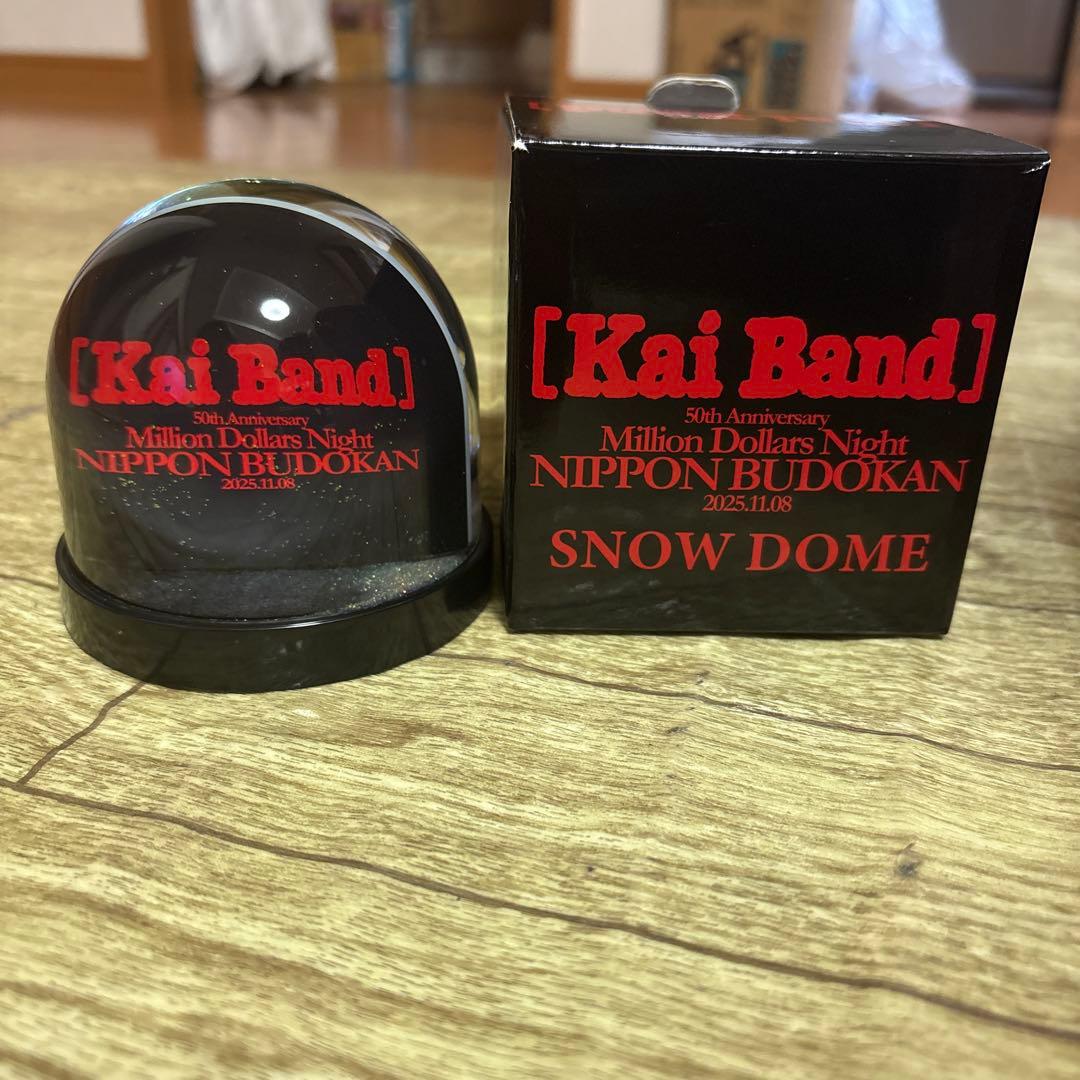 [Kai Band]
50th Anniversary
Million Dollars Night
NIPPON BUDOKAN
2025.11.08
[Kai Band]
50th Anniversary
Million Dollars Night
NIPPON BUDOKAN
2025.11.08
SNOW DOME